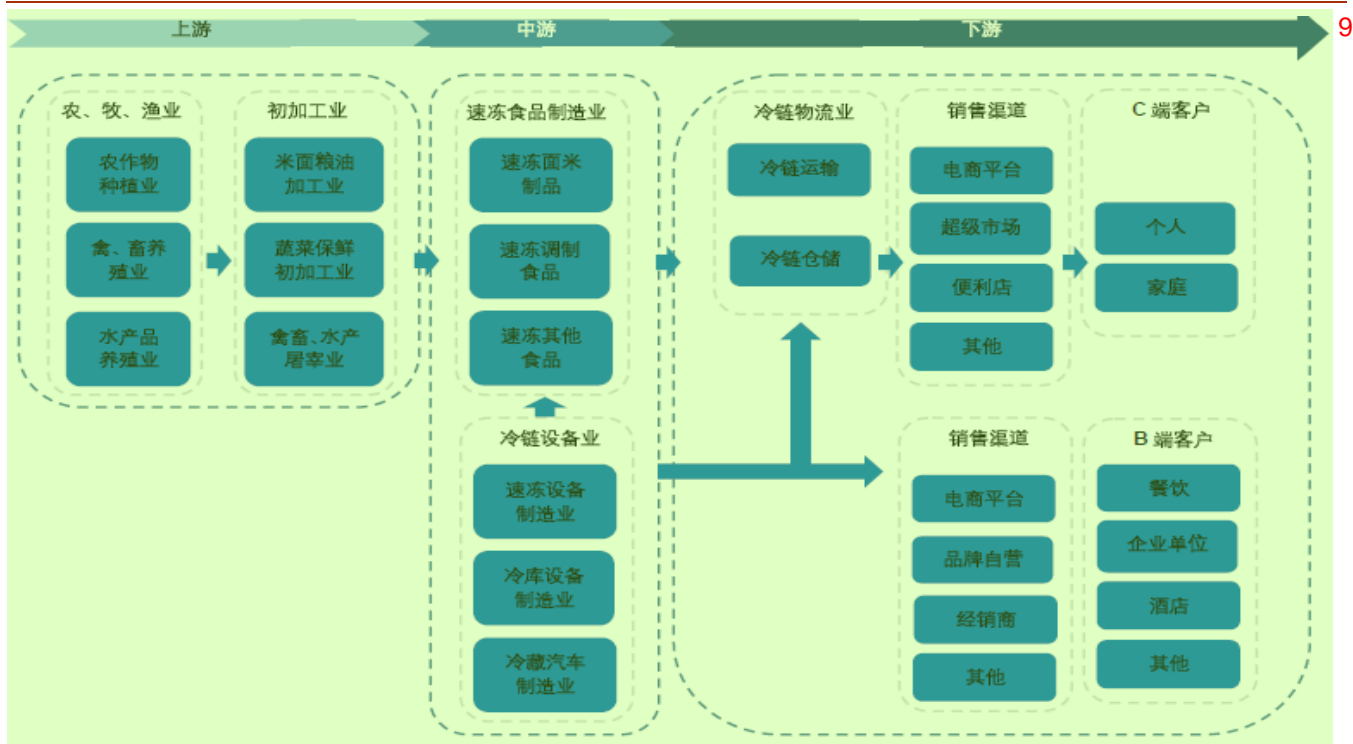 9
上游
中游
下游
农、牧、渔业
农作物
种植业
禽、畜养
殖业
水产品
养殖业
初加工业
米面粮油
加工业
蔬菜保鲜
初加工业
禽畜、水产
屠宰业
速冻食品制造业
速冻面米
制品
速冻调制
食品
速冻其他
食品
冷链设备业
速冻设备
制造业
冷库设备
制造业
冷藏汽车
制造业
冷链物流业
冷链运输
冷链仓储
销售渠道
电商平台
超级市场
便利店
其他
C 端客户
个人
家庭
销售渠道
电商平台
品牌自营
经销商
其他
B 端客户
餐饮
企业单位
酒店
其他